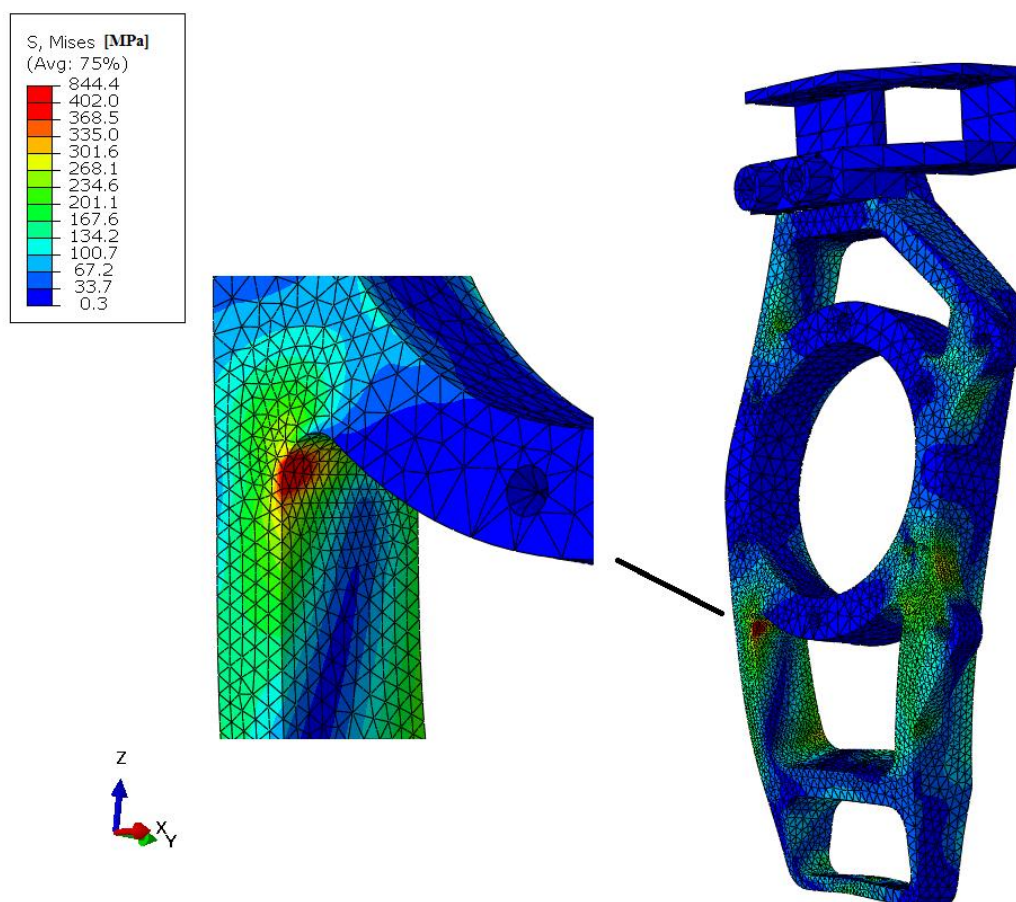 S, Mises [MPa]
(Avg: 75%)
844.4
402.0
368.5
335.0
301.6
268.1
234.6
201.1
167.6
134.2
100.7
67.2
33.7
0.3
Z
X
Y